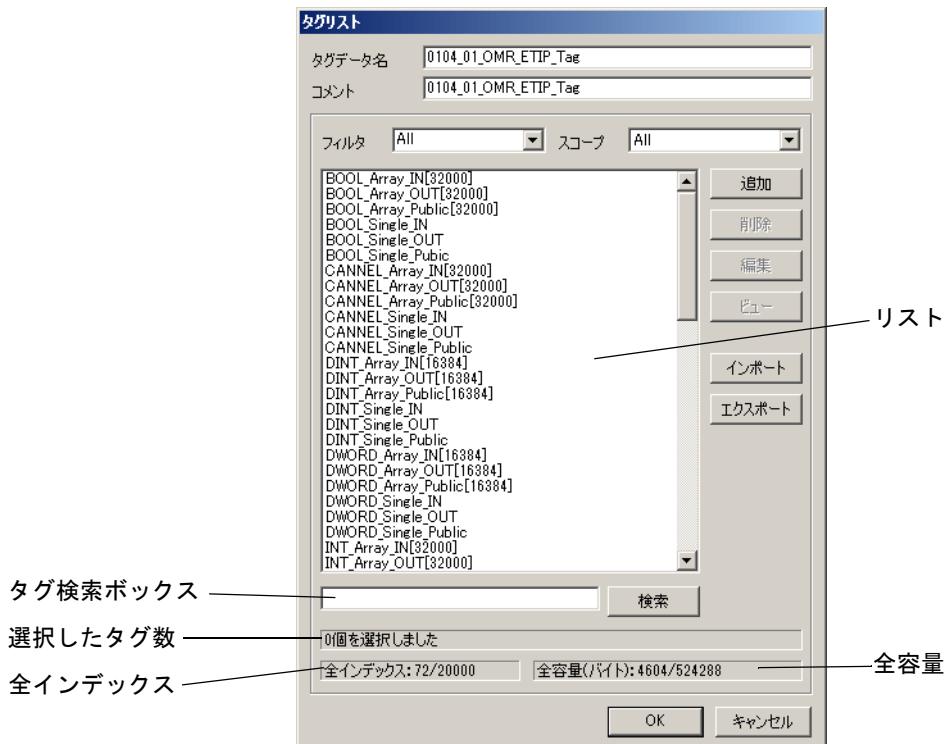 タグリスト
タグデータ名 0104_01_OMR_ETIP_Tag
コメント 0104_01_OMR_ETIP_Tag
フィルタ All スコープ All
BOOL_Array_IN[32000]
BOOL_Array_OUT[32000]
BOOL_Array_Public[32000]
BOOL_Single_IN
BOOL_Single_OUT
BOOL_Single_Pubic
CANNEL_Array_IN[32000]
CANNEL_Array_OUT[32000]
CANNEL_Array_Public[32000]
CANNEL_Single_IN
CANNEL_Single_OUT
CANNEL_Single_Public
DINT_Array_IN[16384]
DINT_Array_OUT[16384]
DINT_Array_Public[16384]
DINT_Single_IN
DINT_Single_OUT
DINT_Single_Public
DWORD_Array_IN[16384]
DWORD_Array_OUT[16384]
DWORD_Array_Public[16384]
DWORD_Single_IN
DWORD_Single_OUT
DWORD_Single_Public
INT_Array_IN[32000]
INT_Array_OUT[32000]
追加
削除
編集
ビュー
インポート
エクスポート
リスト
タグ検索ボックス
検索
選択したタグ数
0個を選択しました
全インデックス
全インデックス:72/20000
全容量(バイト):4604/524288
全容量
OK
キャンセル